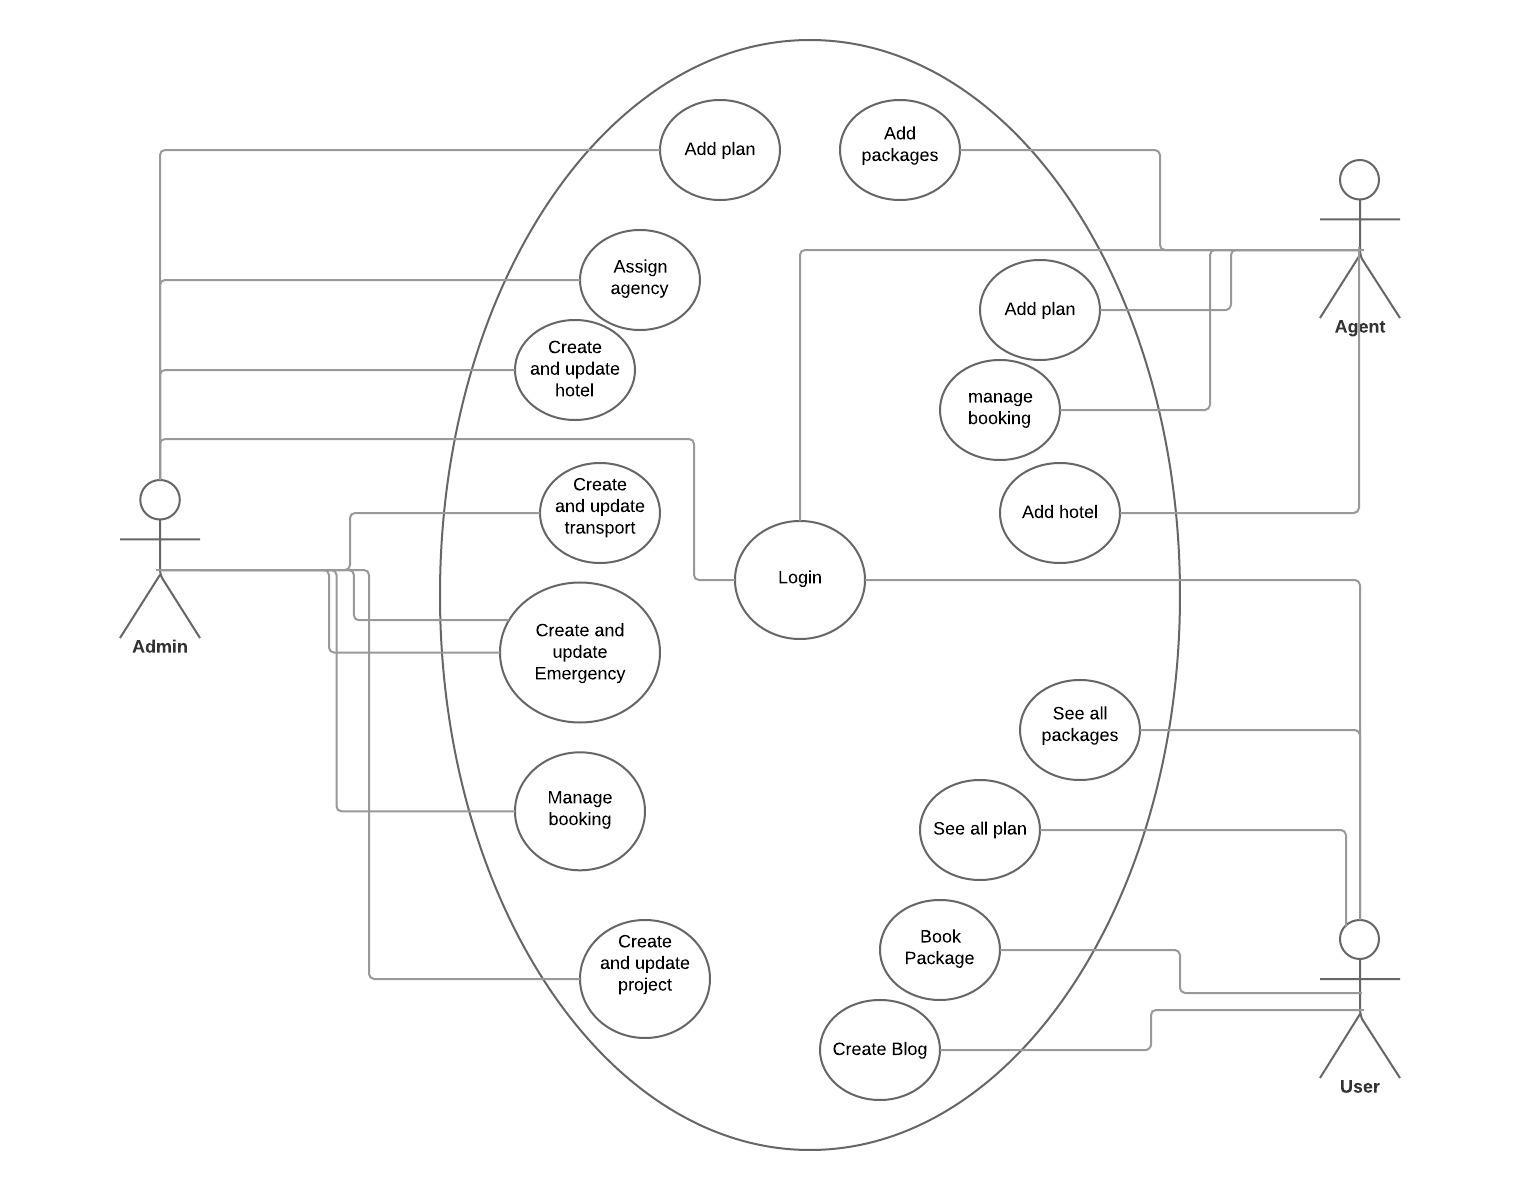 Add plan
Add
packages
Assign
agency
Add plan
Agent
Create
and update
hotel
manage
booking
Create
and update
transport
Add hotel
Login
Admin
Create and
update
Emergency
See all
packages
Manage
booking
See all plan
Create
and update
project
Book
Package
Create Blog
User